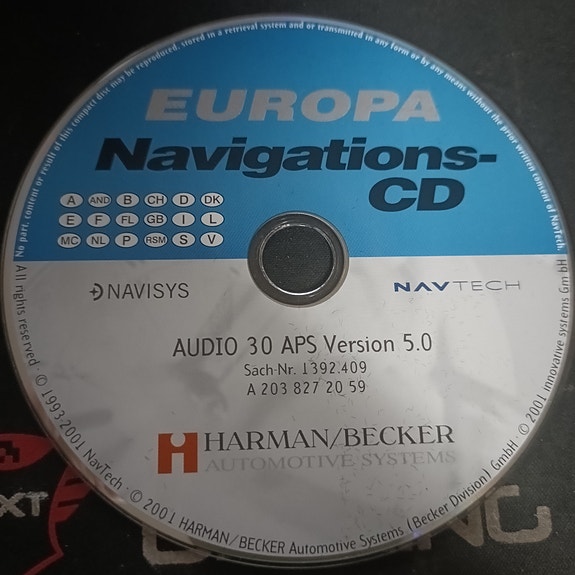 EUROPA
Navigations-
CD
A AND B CH D DK
E F FL GB I L
MC NL P RSM S V
NAVISYS
NAVTECH
AUDIO 30 APS Version 5.0
Sach-Nr. 1392.409
A 203 827 20 59
HARMAN/BECKER
AUTOMOTIVE SYSTEMS
All rights reserved · © 1993-2001 NavTech · © 2001 HARMAN/BECKER Automotive Systems (Becker Division) GmbH · © 2001 innovative systems GmbH
No part, content or result of this compact disc may be reproduced, stored in a retrieval system and or transmitted in any form or by any means without the prior written consent of NavTech.
XT
NG